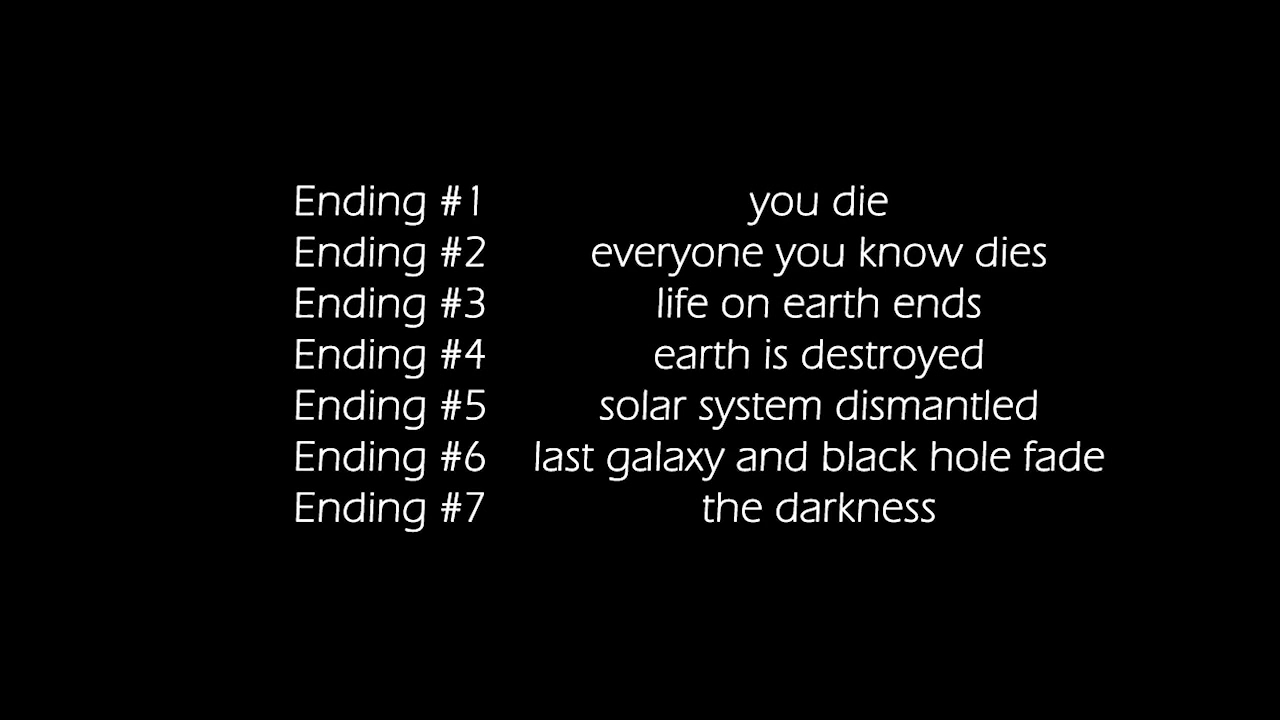 Ending #1 you die
Ending #2 everyone you know dies
Ending #3 life on earth ends
Ending #4 earth is destroyed
Ending #5 solar system dismantled
Ending #6 last galaxy and black hole fade
Ending #7 the darkness